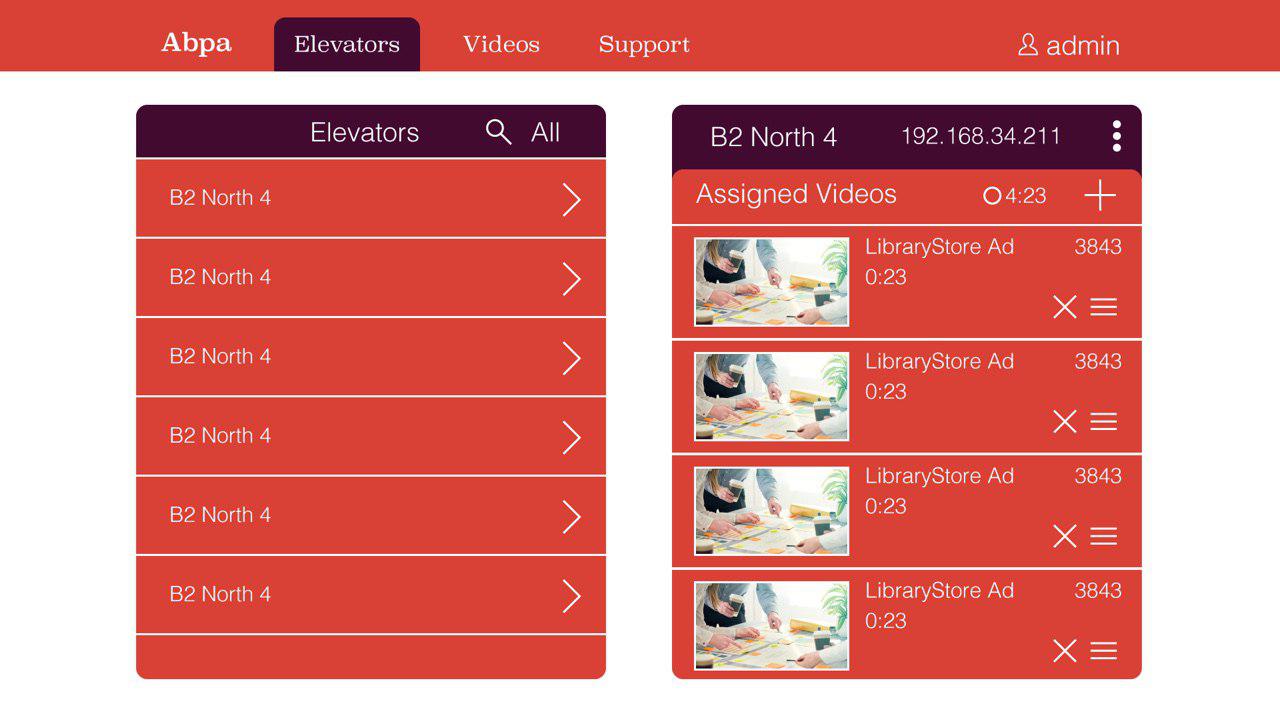 Abpa Elevators Videos Support admin
Elevators All
B2 North 4
B2 North 4
B2 North 4
B2 North 4
B2 North 4
B2 North 4
B2 North 4 192.168.34.211
Assigned Videos 4:23
LibraryStore Ad 3843
0:23
LibraryStore Ad 3843
0:23
LibraryStore Ad 3843
0:23
LibraryStore Ad 3843
0:23